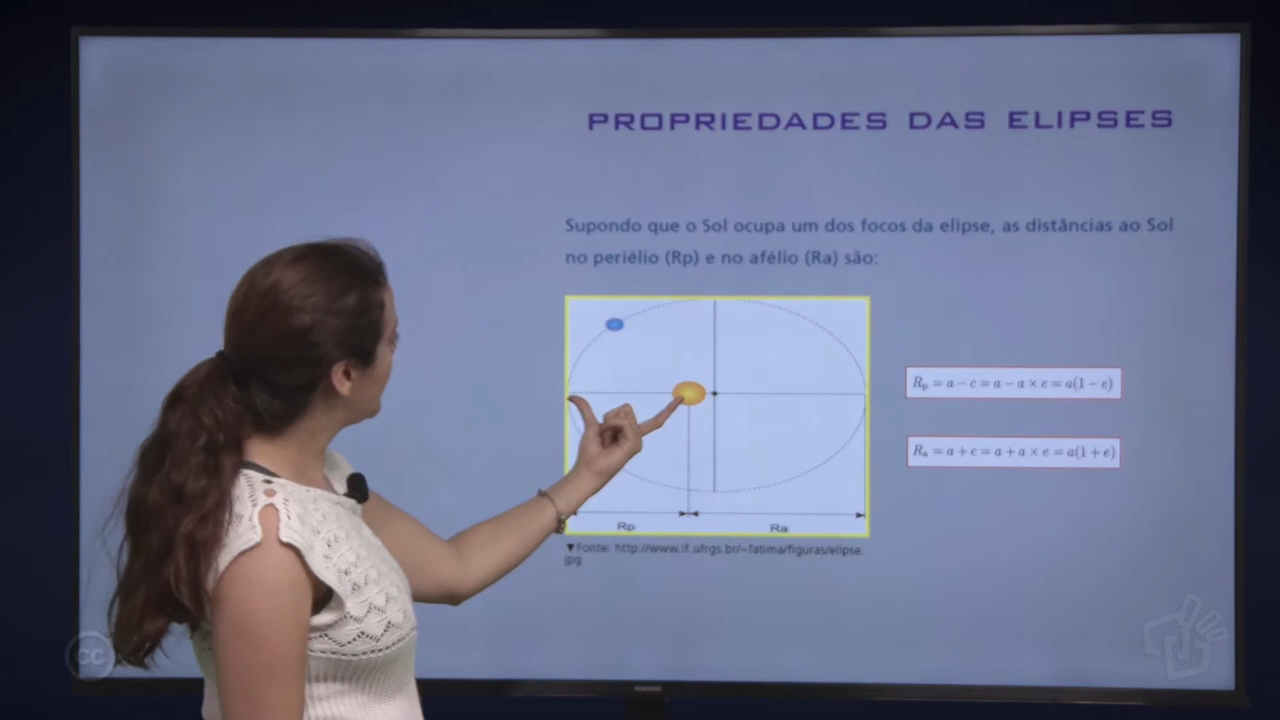 PROPRIEDADES DAS ELIPSES
Supondo que o Sol ocupa um dos focos da elipse, as distâncias ao Sol
no periélio (Rp) e no afélio (Ra) são:
R_p = a − c = a − a × e = a(1 − e)
R_a = a + c = a + a × e = a(1 + e)
Rp Ra
▼Fonte: http://www.if.ufrgs.br/~fatima/figuras/elipse.
jpg
cc